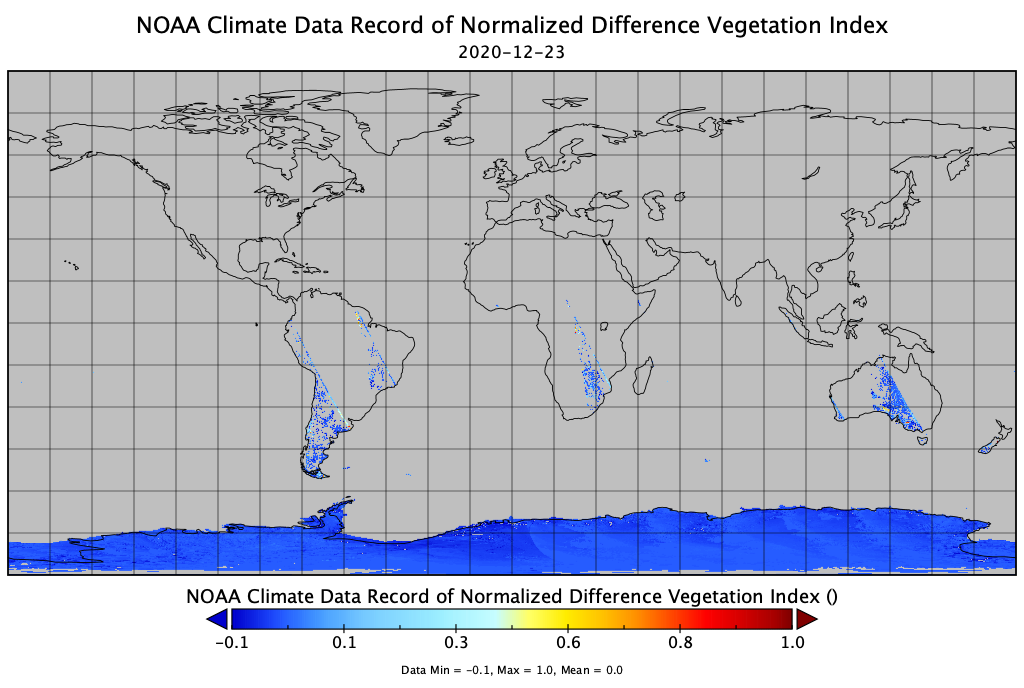 NOAA Climate Data Record of Normalized Difference Vegetation Index
2020-12-23
NOAA Climate Data Record of Normalized Difference Vegetation Index ()
-0.1 0.1 0.3 0.6 0.8 1.0
Data Min = -0.1, Max = 1.0, Mean = 0.0